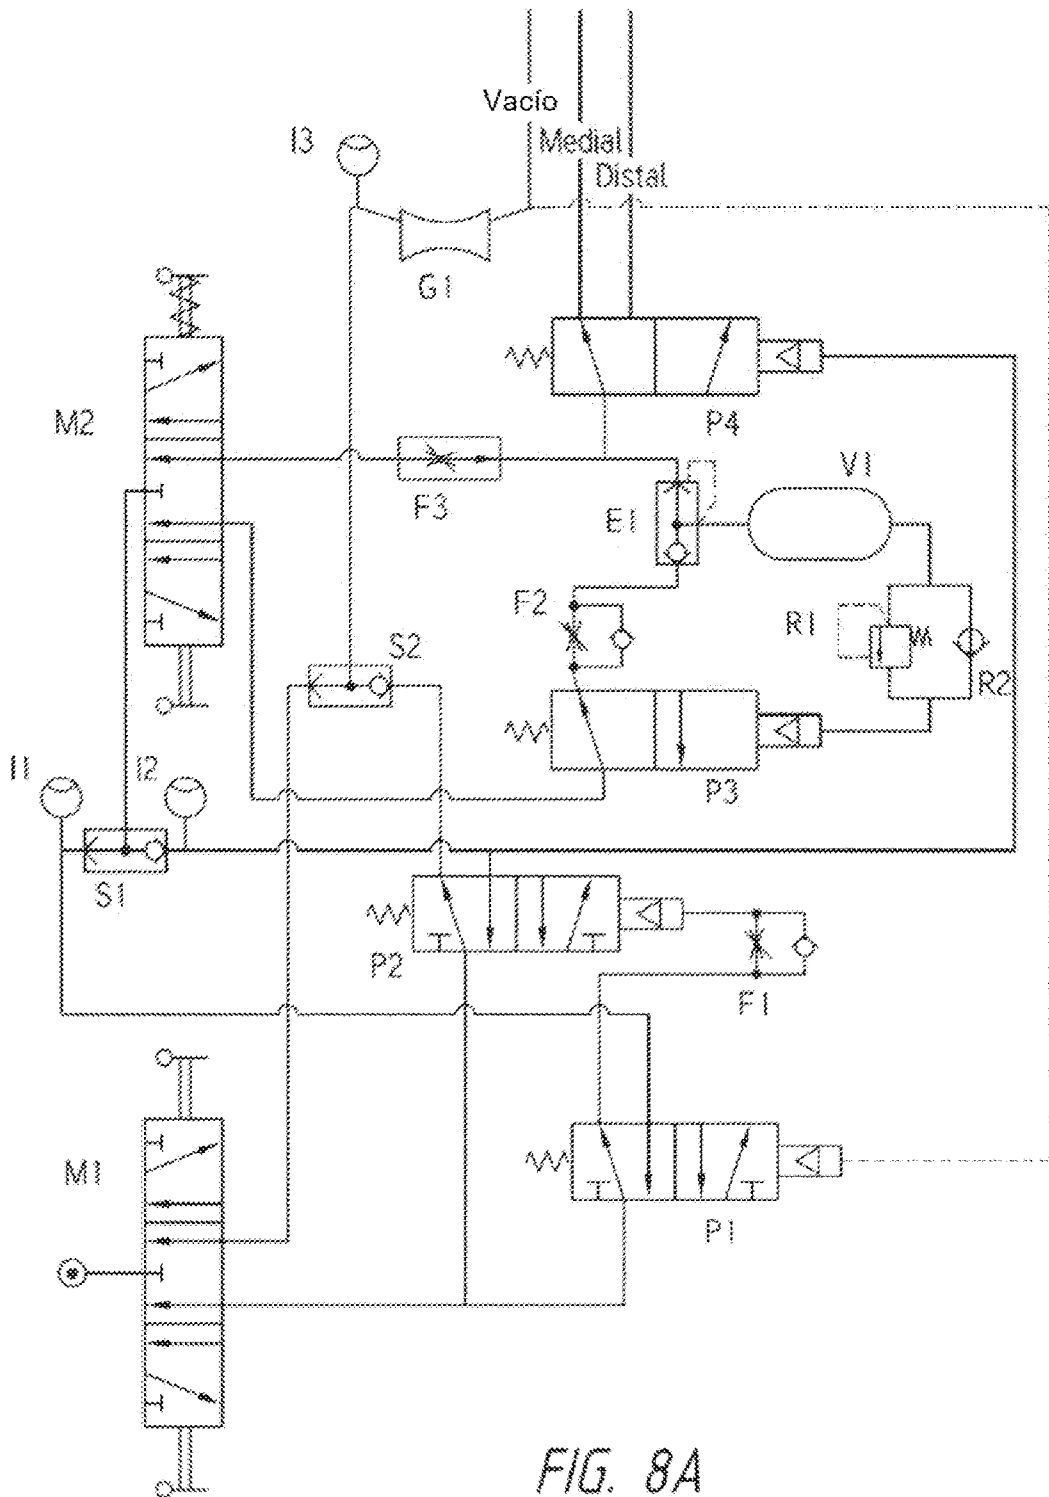 Vacío
I3
Medial
Distal
G1
M2
P4
F3
V1
E1
F2
R1
S2
R2
I1
I2
P3
S1
P2
F1
M1
P1
FIG. 8A